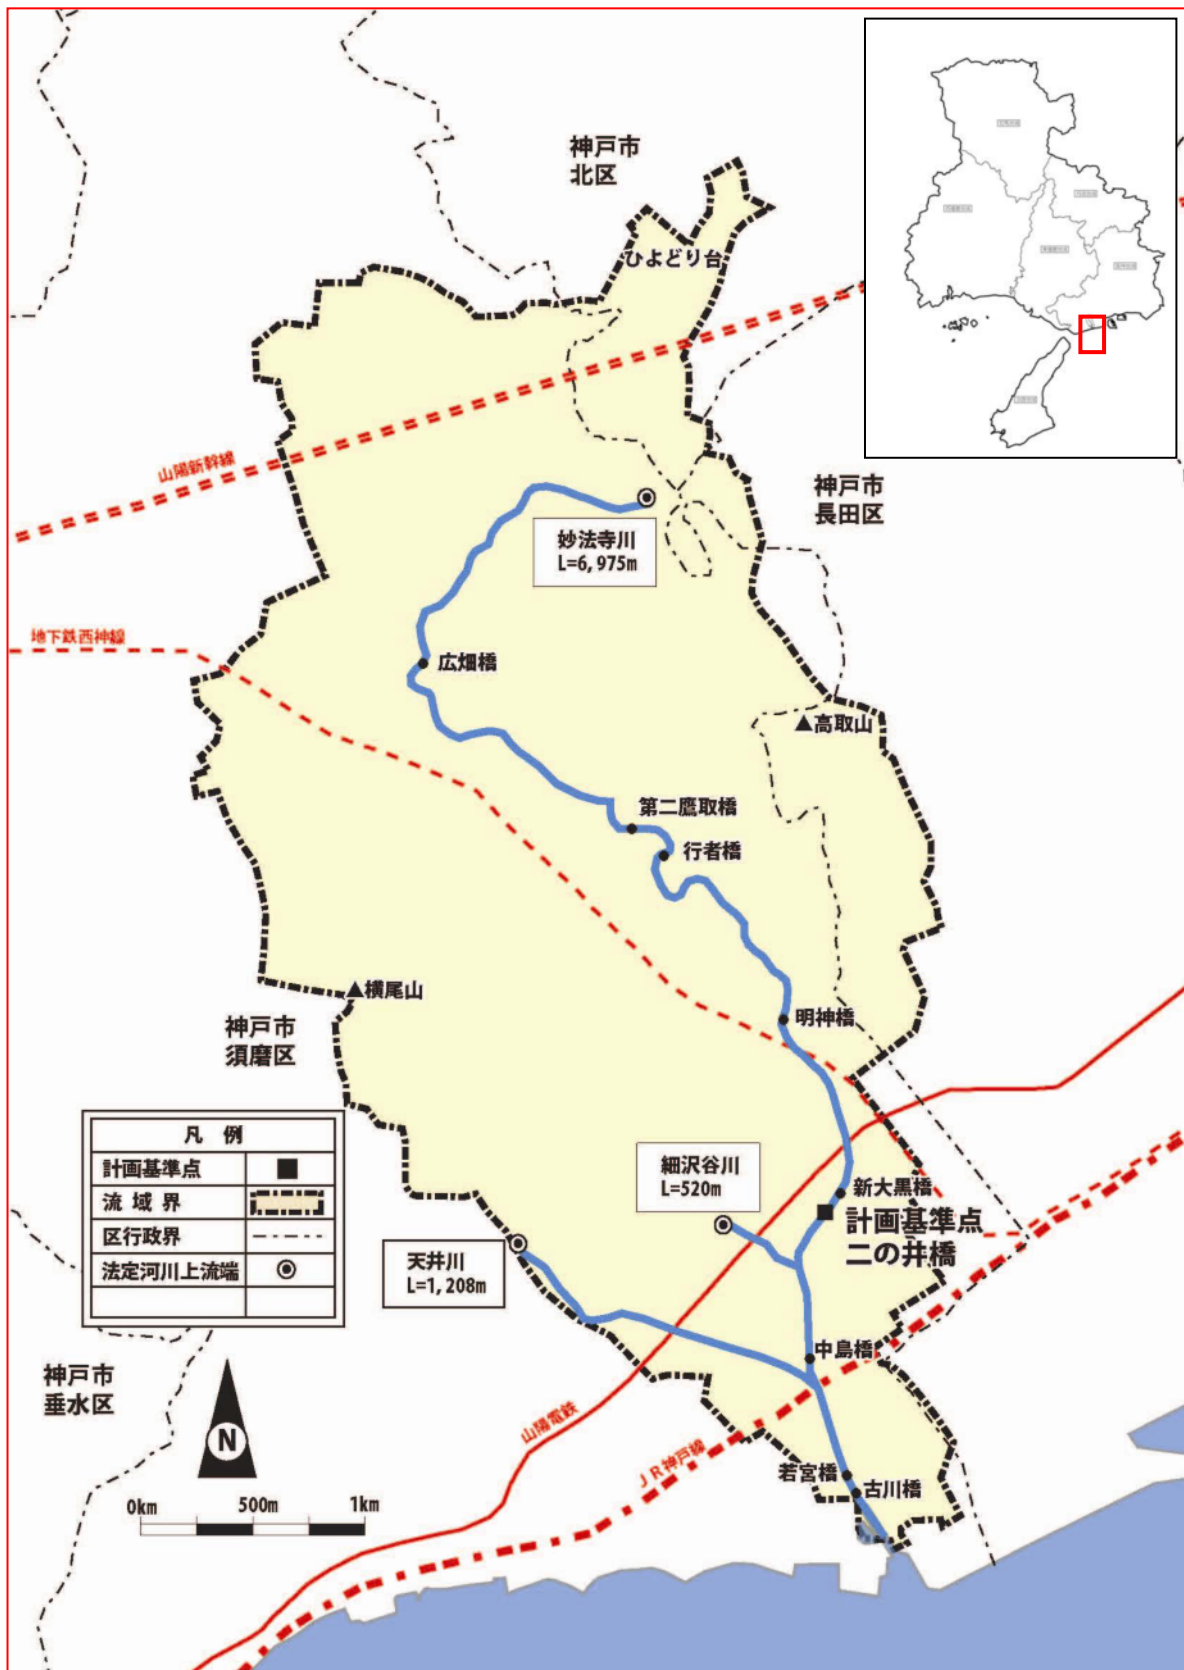 神戸市
北区
ひよどり台
山陽新幹線
神戸市
長田区
妙法寺川
L=6,975m
地下鉄西神線
広畑橋
高取山
第二鷹取橋
行者橋
横尾山
明神橋
神戸市
須磨区
凡 例
計画基準点
流 域 界
区行政界
法定河川上流端
細沢谷川
L=520m
新大黒橋
計画基準点
二の井橋
天井川
L=1,208m
中島橋
神戸市
垂水区
N
山陽電鉄
JR神戸線
若宮橋
古川橋
0km 500m 1km